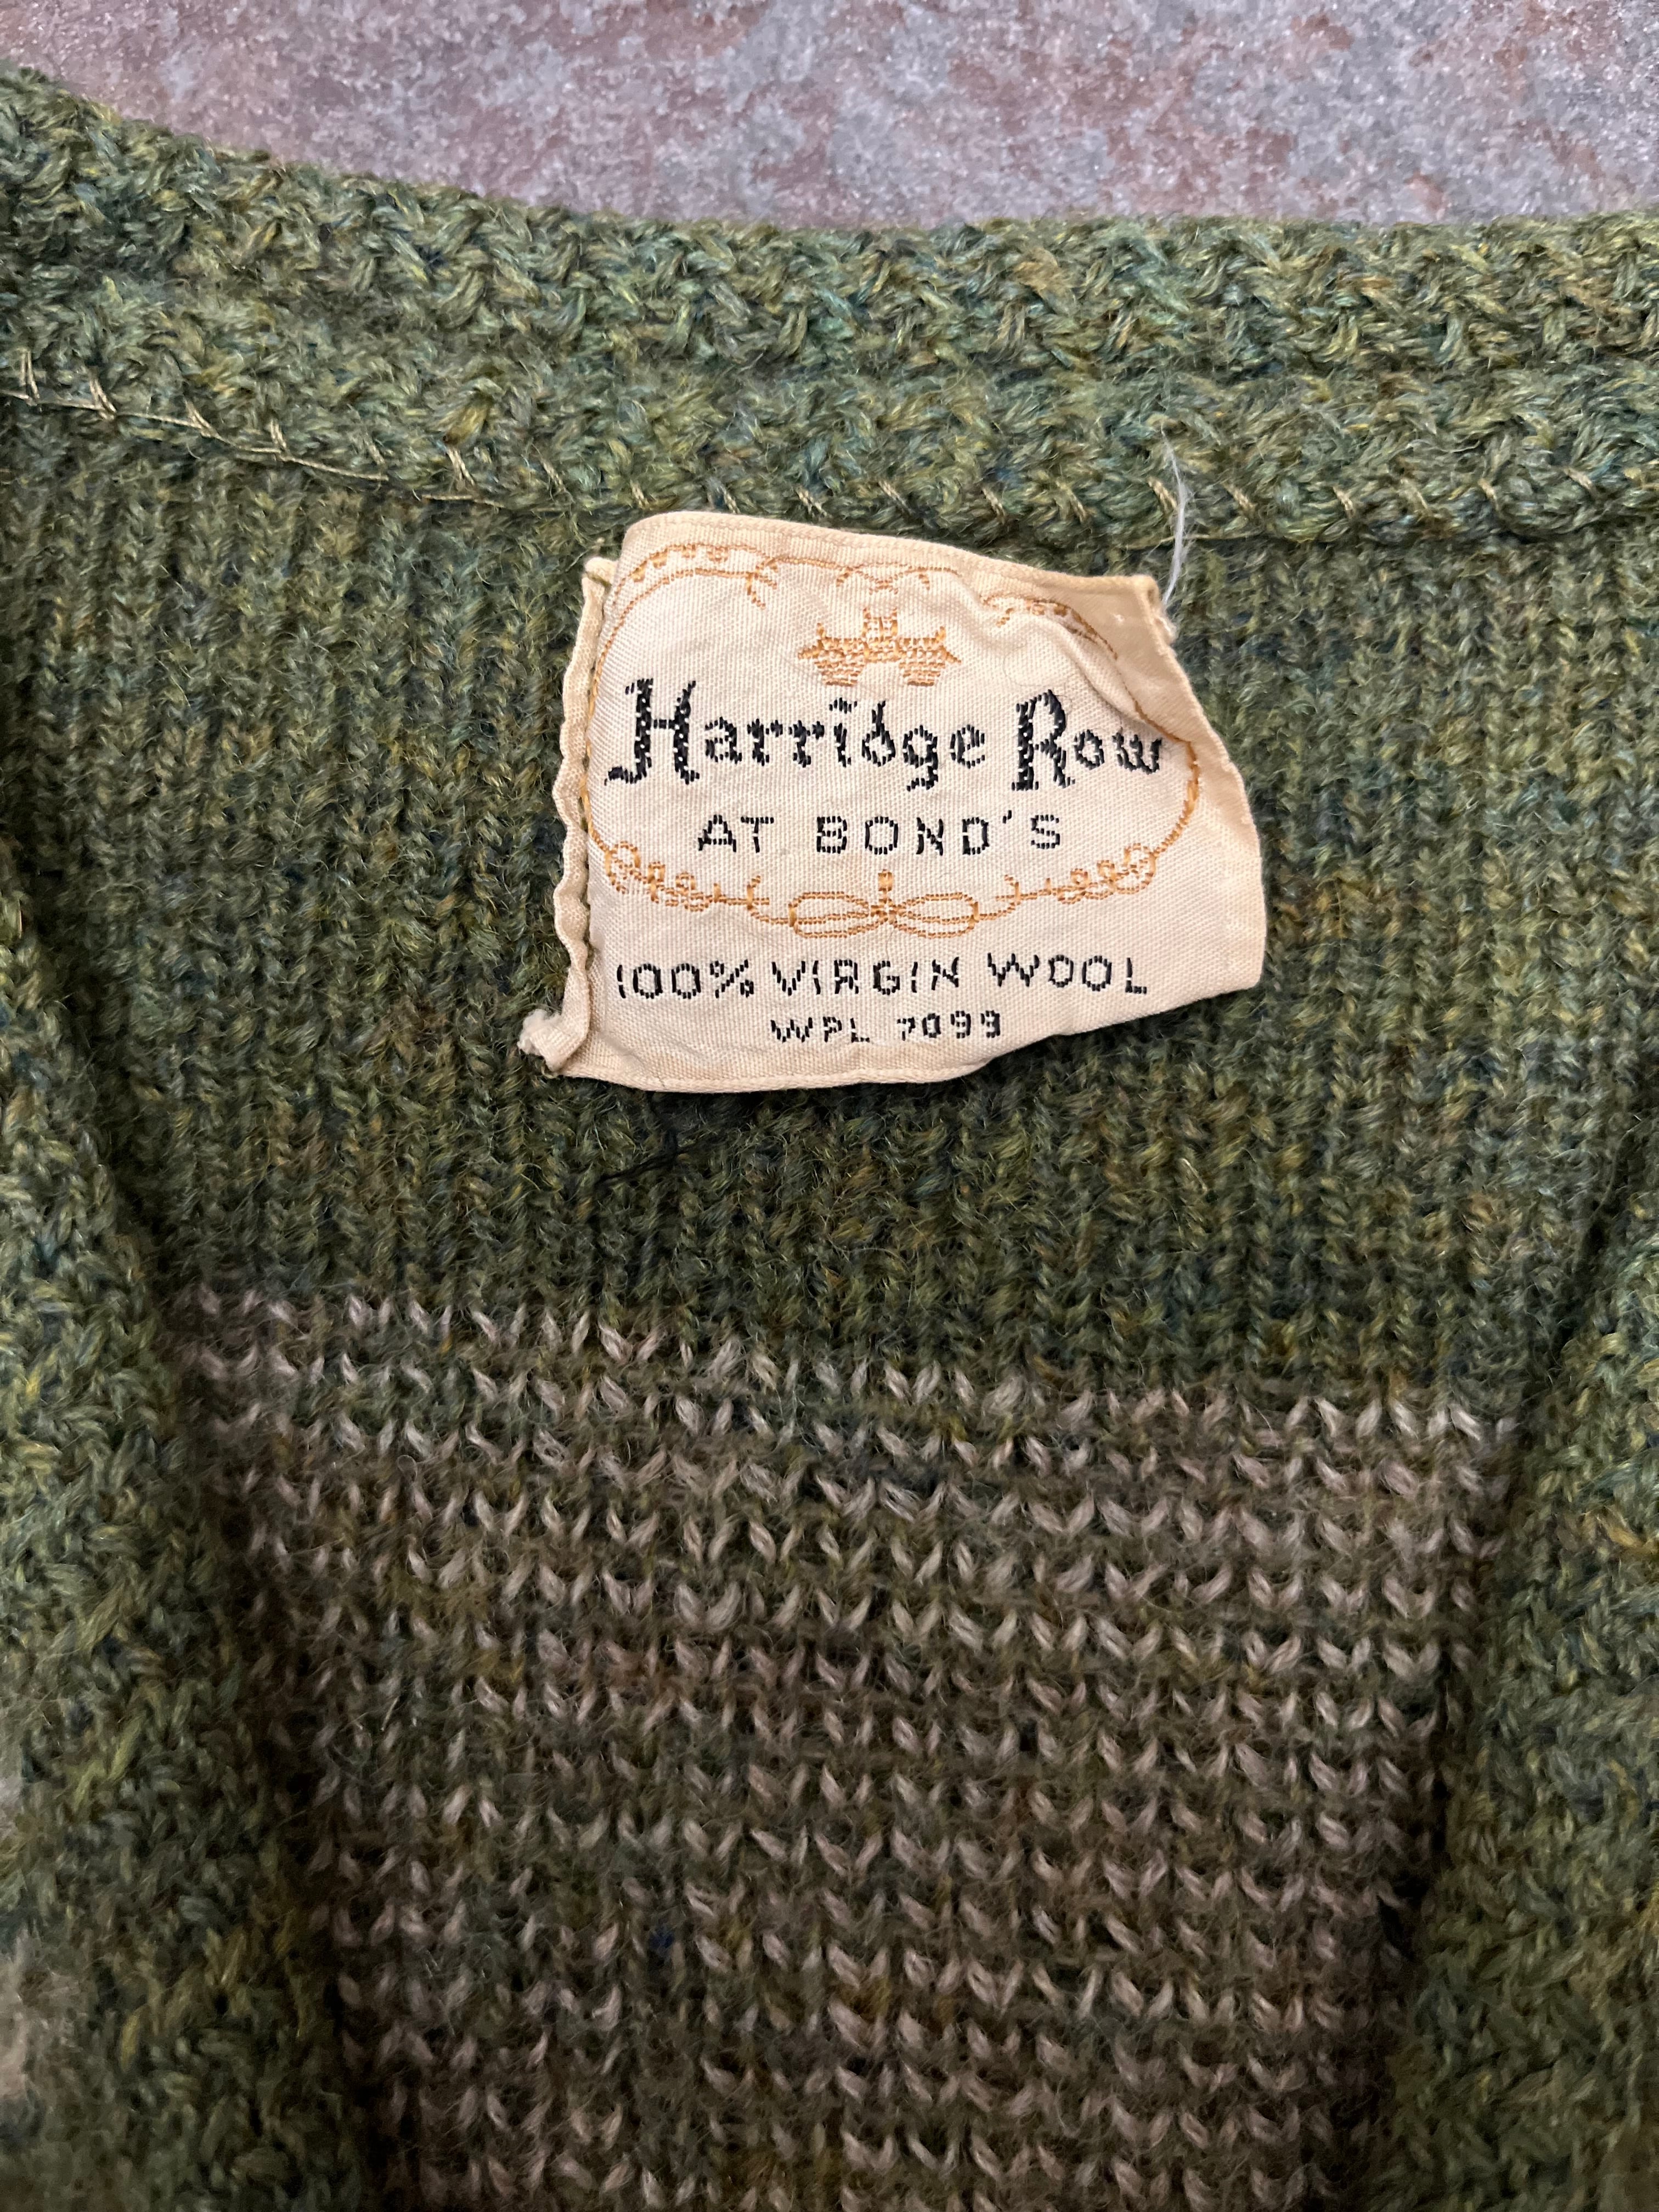 Harridge Row
AT BOND'S
100% VIRGIN WOOL
WPL 7099